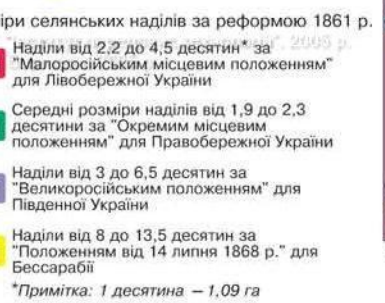 іри селянських наділів за реформою 1861 р.
2005 р.
Наділи від 2,2 до 4,5 десятин* за
"Малоросійським місцевим положенням"
для Лівобережної України
Середні розміри наділів від 1,9 до 2,3
десятини за "Окремим місцевим
положенням" для Правобережної України
Наділи від 3 до 6,5 десятин за
"Великоросійським положенням" для
Південної України
Наділи від 8 до 13,5 десятин за
"Положенням від 14 липня 1868 р." для
Бессарабії
*Примітка: 1 десятина – 1,09 га